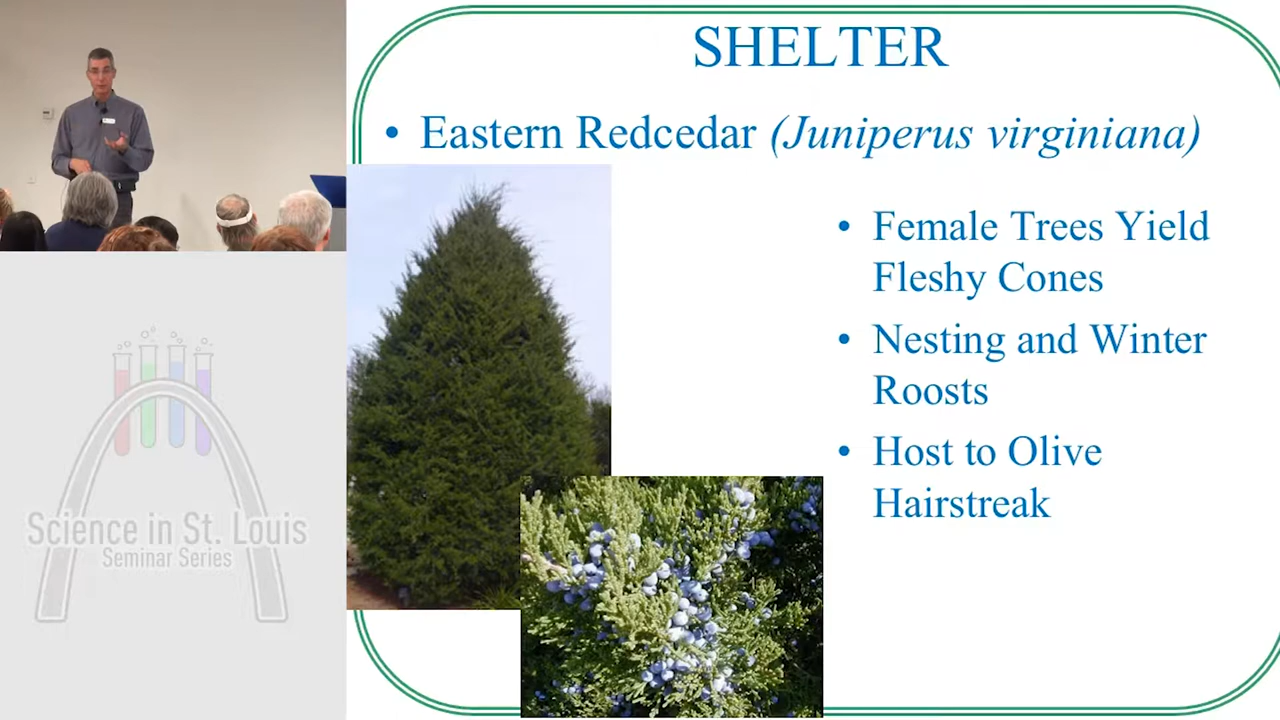 SHELTER
• Eastern Redcedar (Juniperus virginiana)
• Female Trees Yield
Fleshy Cones
• Nesting and Winter
Roosts
• Host to Olive
Hairstreak
Science in St. Louis
Seminar Series